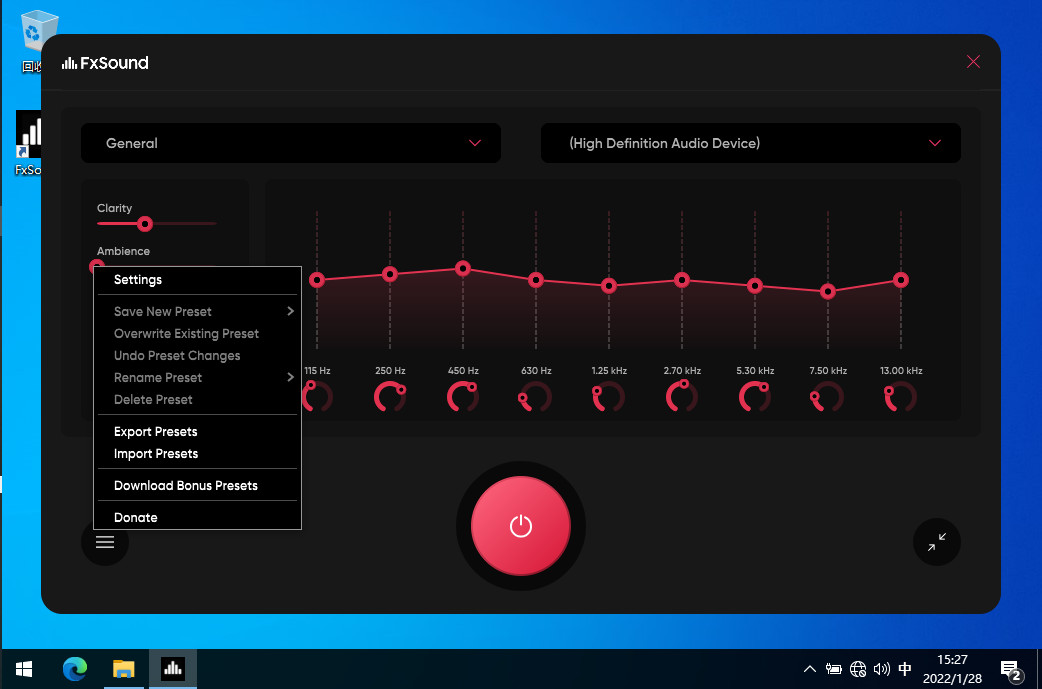 FxSound
General
(High Definition Audio Device)
Clarity
Ambience
Settings
Save New Preset
Overwrite Existing Preset
Undo Preset Changes
Rename Preset
Delete Preset
Export Presets
Import Presets
Download Bonus Presets
Donate
115 Hz
250 Hz
450 Hz
630 Hz
1.25 kHz
2.70 kHz
5.30 kHz
7.50 kHz
13.00 kHz
回收
FxSo
中
15:27
2022/1/28
2